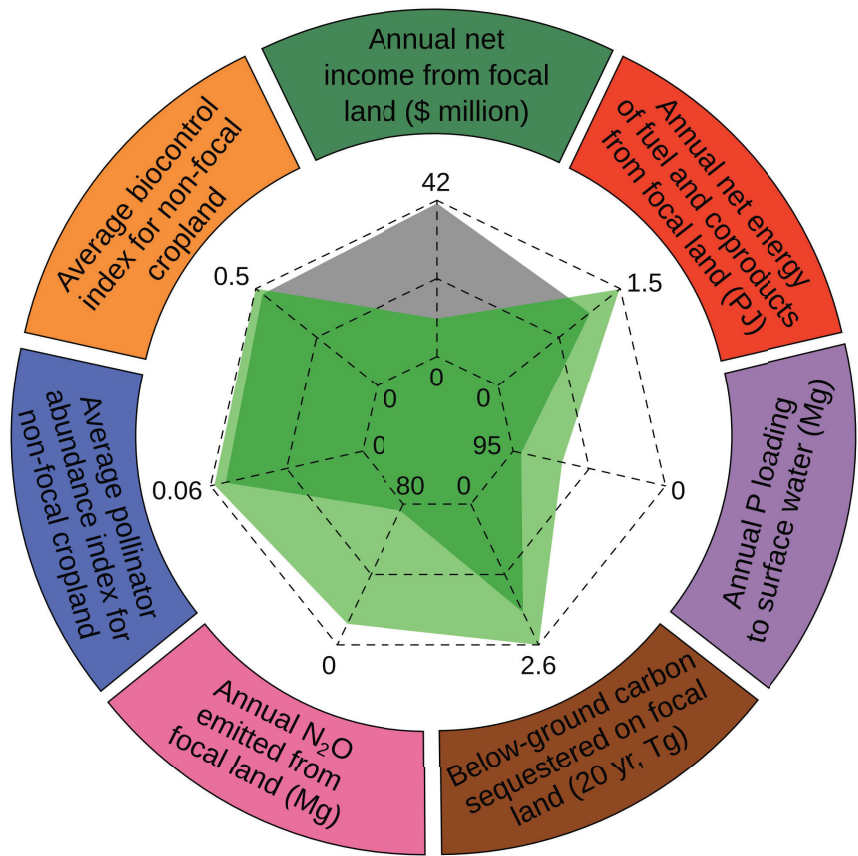 Annual net
income from focal
land ($ million)
Annual net energy
of fuel and coproducts
from focal land (PJ)
Annual P loading
to surface water (Mg)
Below-ground carbon
sequestered on focal
land (20 yr, Tg)
Annual N₂O
emitted from
focal land (Mg)
Average pollinator
abundance index for
non-focal cropland
Average biocontrol
index for non-focal
cropland
42
0.5
1.5
0
0
0
0
95
0
80
0
0.06
0
2.6